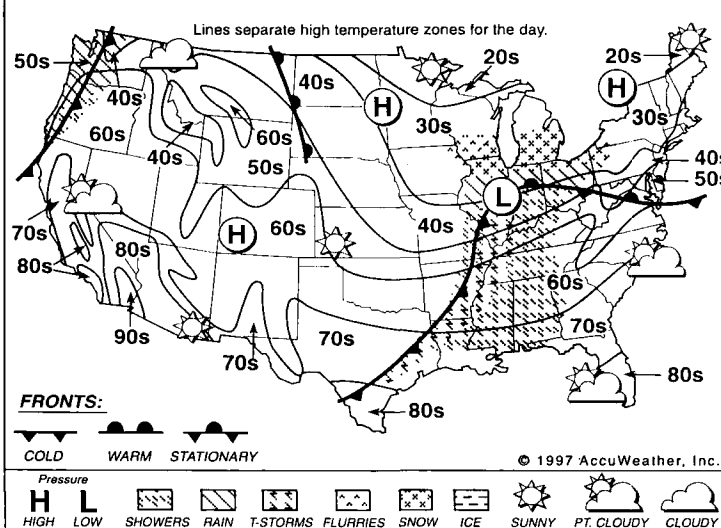 Lines separate high temperature zones for the day.
50s
20s
20s
40s
40s
H
H
30s
30s
60s
60s
40s
50s
40s
50s
L
70s
H
60s
40s
80s
80s
60s
90s
70s
70s
70s
80s
80s
FRONTS:
COLD WARM STATIONARY
© 1997 AccuWeather, Inc.
Pressure
H L
HIGH LOW SHOWERS RAIN T-STORMS FLURRIES SNOW ICE SUNNY PT. CLOUDY CLOUDY